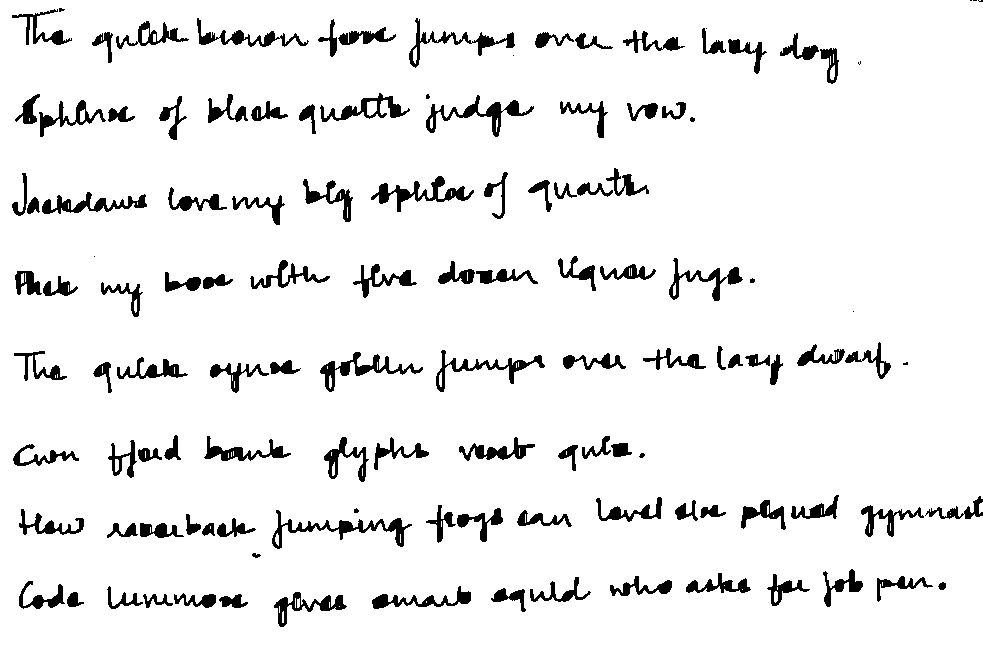 The quick brown fox jumps over the lazy dog.
Sphinx of black quartz judge my vow.
Jackdaws love my big sphinx of quartz
Pack my box with five dozen liquor jugs.
The quick onyx goblin jumps over the lazy dwarf.
Cwm fjord bank glyphs vext quiz.
How razorback jumping frogs can level six piqued gymnast
Code luminose gives smart squid who asks for job pen.